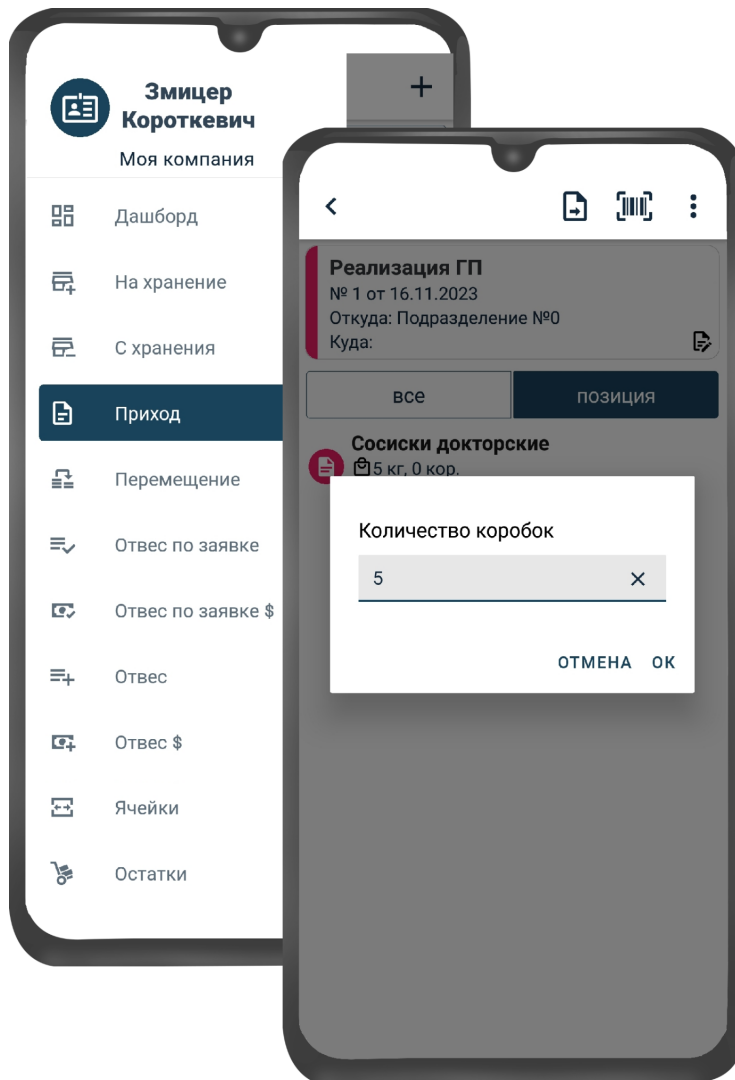 Змицер
Короткевич
Моя компания
Дашборд
На хранение
С хранения
Приход
Перемещение
Отвес по заявке
Отвес по заявке $
Отвес
Отвес $
Ячейки
Остатки
Реализация ГП
№ 1 от 16.11.2023
Откуда: Подразделение №0
Куда:
все
позиция
Сосиски докторские
5 кг, 0 кор.
Количество коробок
5
ОТМЕНА ОК